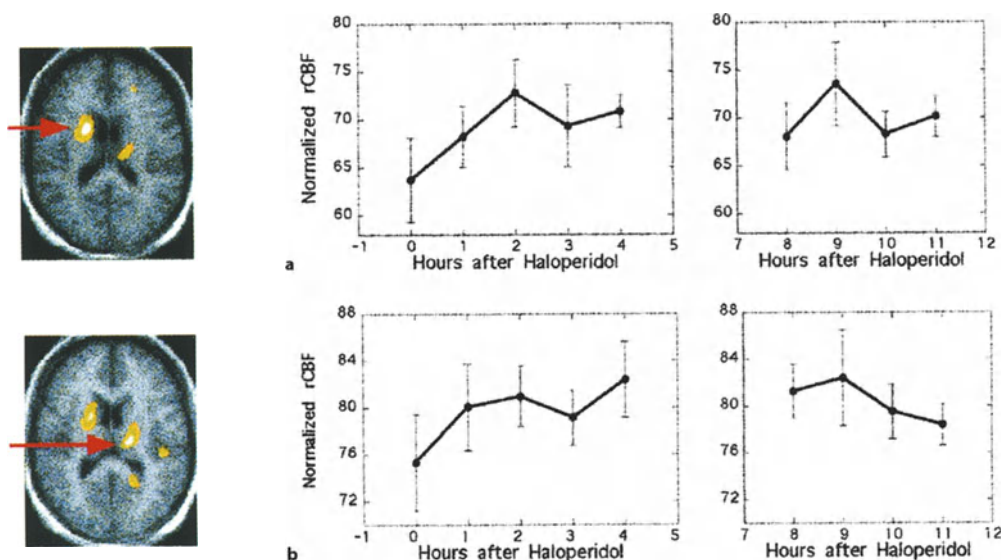 80
75
70
65
60
Normalized rCBF
-1 0 1 2 3 4 5
a Hours after Haloperidol
80
75
70
65
60
7 8 9 10 11 12
Hours after Haloperidol
88
84
80
76
72
Normalized rCBF
-1 0 1 2 3 4 5
b Hours after Haloperidol
88
84
80
76
72
7 8 9 10 11 12
Hours after Haloperidol